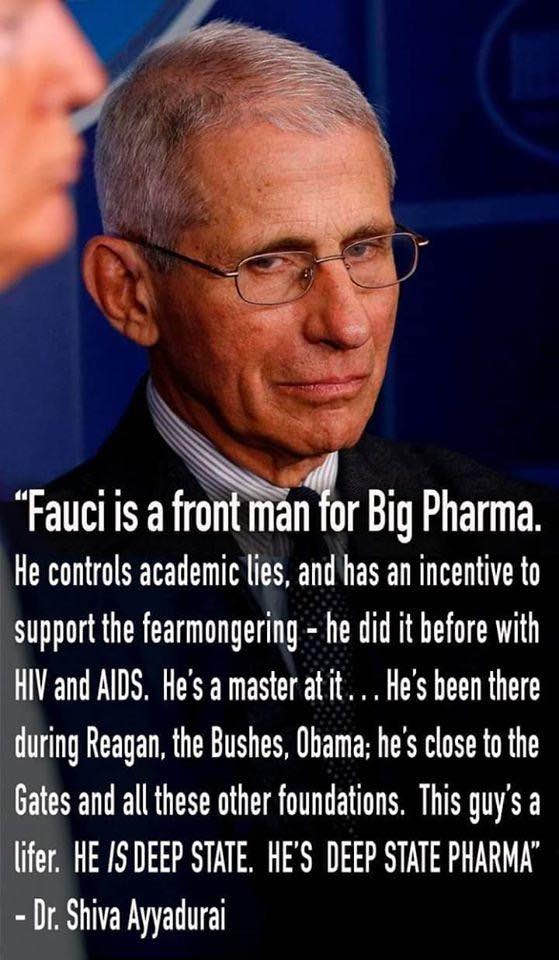 “Fauci is a front man for Big Pharma.
He controls academic lies, and has an incentive to
support the fearmongering - he did it before with
HIV and AIDS.  He’s a master at it . . . He’s been there
during Reagan, the Bushes, Obama; he’s close to the
Gates and all these other foundations.  This guy’s a
lifer.  HE IS DEEP STATE.  HE’S  DEEP STATE PHARMA”
- Dr. Shiva Ayyadurai